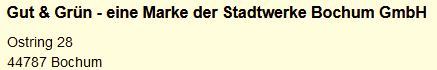 Gut & Grün - eine Marke der Stadtwerke Bochum GmbH
Ostring 28
44787 Bochum